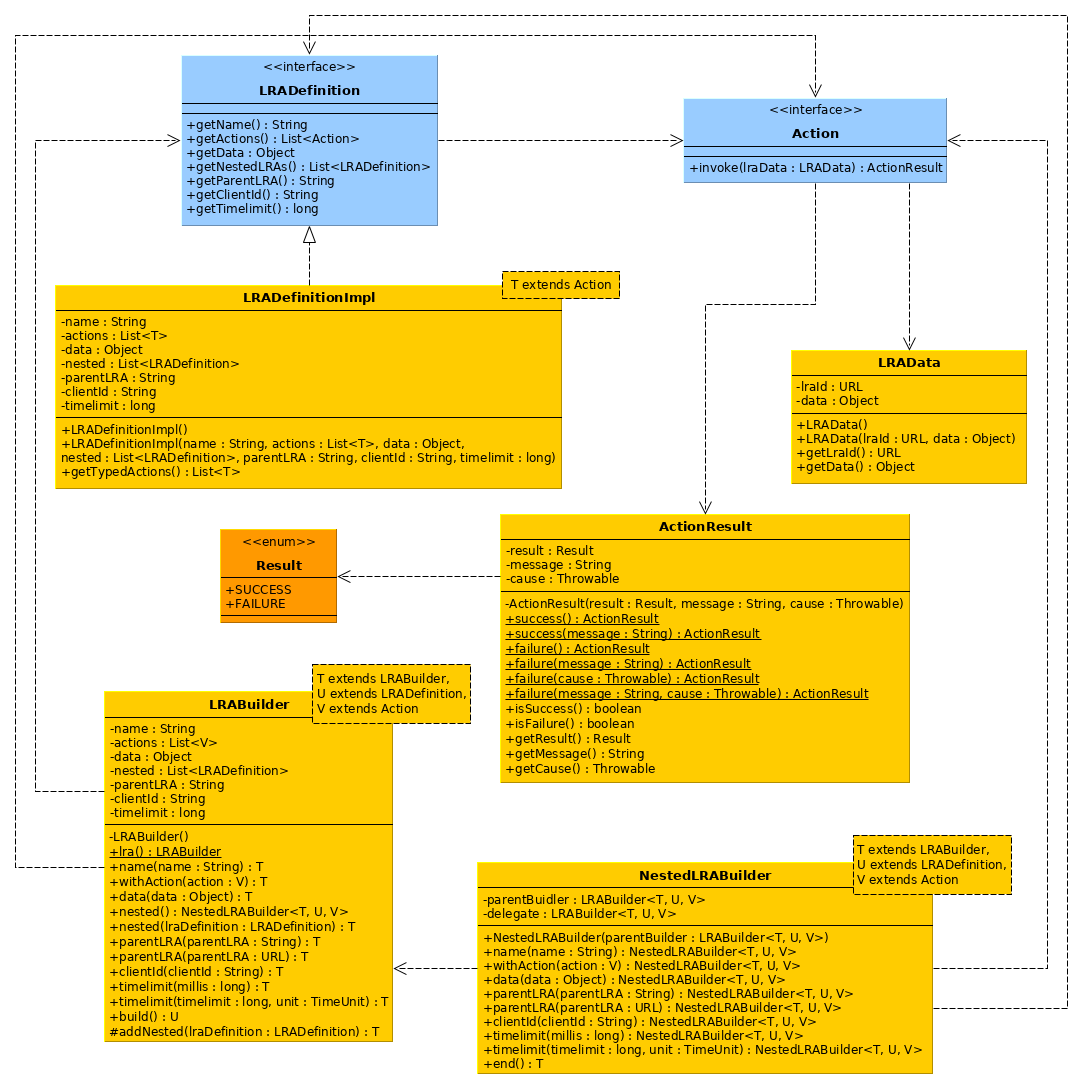 <<interface>>
LRADefinition
+getName() : String
+getActions() : List<Action>
+getData : Object
+getNestedLRAs() : List<LRADefinition>
+getParentLRA() : String
+getClientId() : String
+getTimelimit() : long
<<interface>>
Action
+invoke(lraData : LRAData) : ActionResult
T extends Action
LRADefinitionImpl
-name : String
-actions : List<T>
-data : Object
-nested : List<LRADefinition>
-parentLRA : String
-clientId : String
-timelimit : long
+LRADefinitionImpl()
+LRADefinitionImpl(name : String, actions : List<T>, data : Object,
nested : List<LRADefinition>, parentLRA : String, clientId : String, timelimit : long)
+getTypedActions() : List<T>
LRAData
-lraId : URL
-data : Object
+LRAData()
+LRAData(lraId : URL, data : Object)
+getLraId() : URL
+getData() : Object
<<enum>>
Result
+SUCCESS
+FAILURE
ActionResult
-result : Result
-message : String
-cause : Throwable
-ActionResult(result : Result, message : String, cause : Throwable)
+success() : ActionResult
+success(message : String) : ActionResult
+failure() : ActionResult
+failure(message : String) : ActionResult
+failure(cause : Throwable) : ActionResult
+failure(message : String, cause : Throwable) : ActionResult
+isSuccess() : boolean
+isFailure() : boolean
+getResult() : Result
+getMessage() : String
+getCause() : Throwable
T extends LRABuilder,
U extends LRADefinition,
V extends Action
LRABuilder
-name : String
-actions : List<V>
-data : Object
-nested : List<LRADefinition>
-parentLRA : String
-clientId : String
-timelimit : long
-LRABuilder()
+lra() : LRABuilder
+name(name : String) : T
+withAction(action : V) : T
+data(data : Object) : T
+nested() : NestedLRABuilder<T, U, V>
+nested(lraDefinition : LRADefinition) : T
+parentLRA(parentLRA : String) : T
+parentLRA(parentLRA : URL) : T
+clientId(clientId : String) : T
+timelimit(millis : long) : T
+timelimit(timelimit : long, unit : TimeUnit) : T
+build() : U
#addNested(lraDefinition : LRADefinition) : T
T extends LRABuilder,
U extends LRADefinition,
V extends Action
NestedLRABuilder
-parentBuidler : LRABuilder<T, U, V>
-delegate : LRABuilder<T, U, V>
+NestedLRABuilder(parentBuilder : LRABuilder<T, U, V>)
+name(name : String) : NestedLRABuilder<T, U, V>
+withAction(action : V) : NestedLRABuilder<T, U, V>
+data(data : Object) : NestedLRABuilder<T, U, V>
+parentLRA(parentLRA : String) : NestedLRABuilder<T, U, V>
+parentLRA(parentLRA : URL) : NestedLRABuilder<T, U, V>
+clientId(clientId : String) : NestedLRABuilder<T, U, V>
+timelimit(millis : long) : NestedLRABuilder<T, U, V>
+timelimit(timelimit : long, unit : TimeUnit) : NestedLRABuilder<T, U, V>
+end() : T